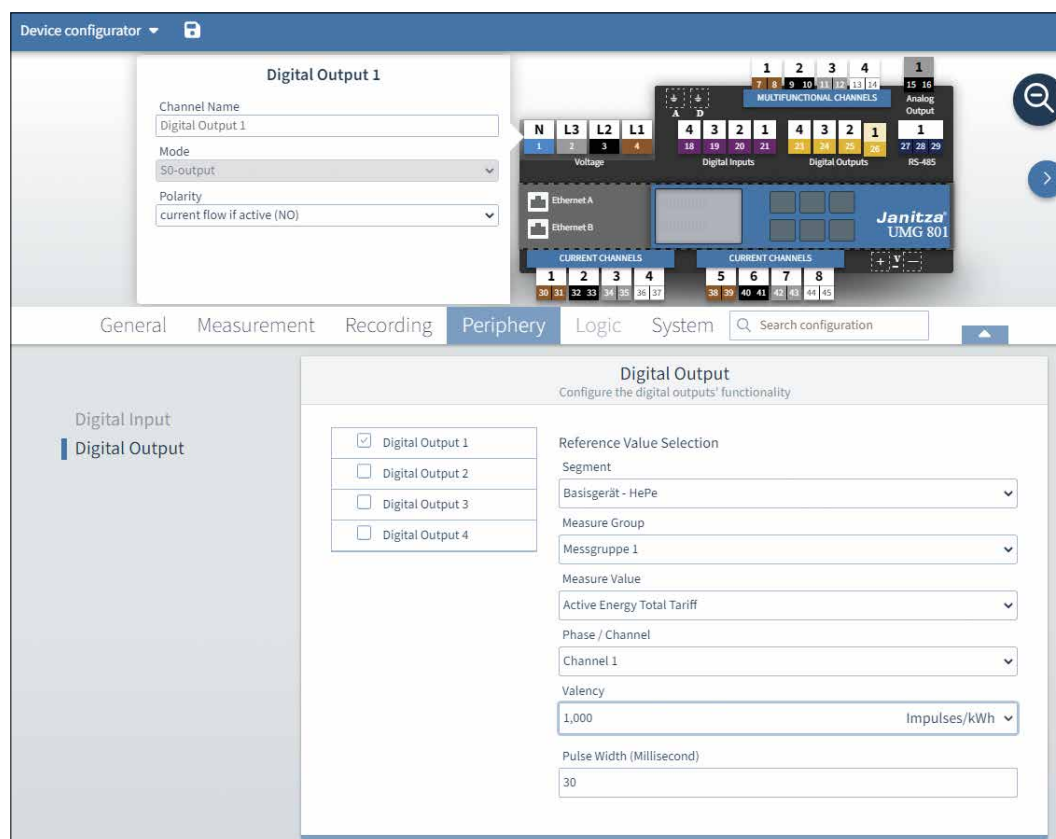 Device configurator
Digital Output 1
Channel Name
Digital Output 1
Mode
S0-output
Polarity
current flow if active (NO)
1 2 3 4 1
7 8 9 10 11 12 13 14 15 16
MULTIFUNCTIONAL CHANNELS Analog
Output
A D
N L3 L2 L1 4 3 2 1 4 3 2 1 1
1 2 3 4 18 19 20 21 23 24 25 26 27 28 29
Voltage Digital Inputs Digital Outputs RS-485
Ethernet A
Ethernet B
Janitza®
UMG 801
CURRENT CHANNELS CURRENT CHANNELS + V −
1 2 3 4 5 6 7 8
30 31 32 33 34 35 36 37 38 39 40 41 42 43 44 45
General Measurement Recording Periphery Logic System Search configuration
Digital Output
Configure the digital outputs' functionality
Digital Input
Digital Output
Digital Output 1
Digital Output 2
Digital Output 3
Digital Output 4
Reference Value Selection
Segment
Basisgerät - HePe
Measure Group
Messgruppe 1
Measure Value
Active Energy Total Tariff
Phase / Channel
Channel 1
Valency
1,000 Impulses/kWh
Pulse Width (Millisecond)
30